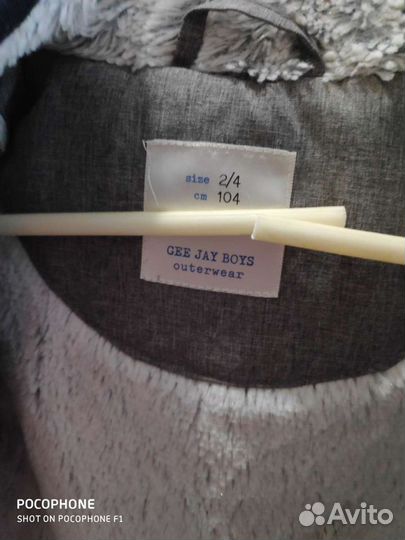 size 2/4
cm 104
GEE JAY BOYS
outerwear
POCOPHONE
SHOT ON POCOPHONE F1
Avito